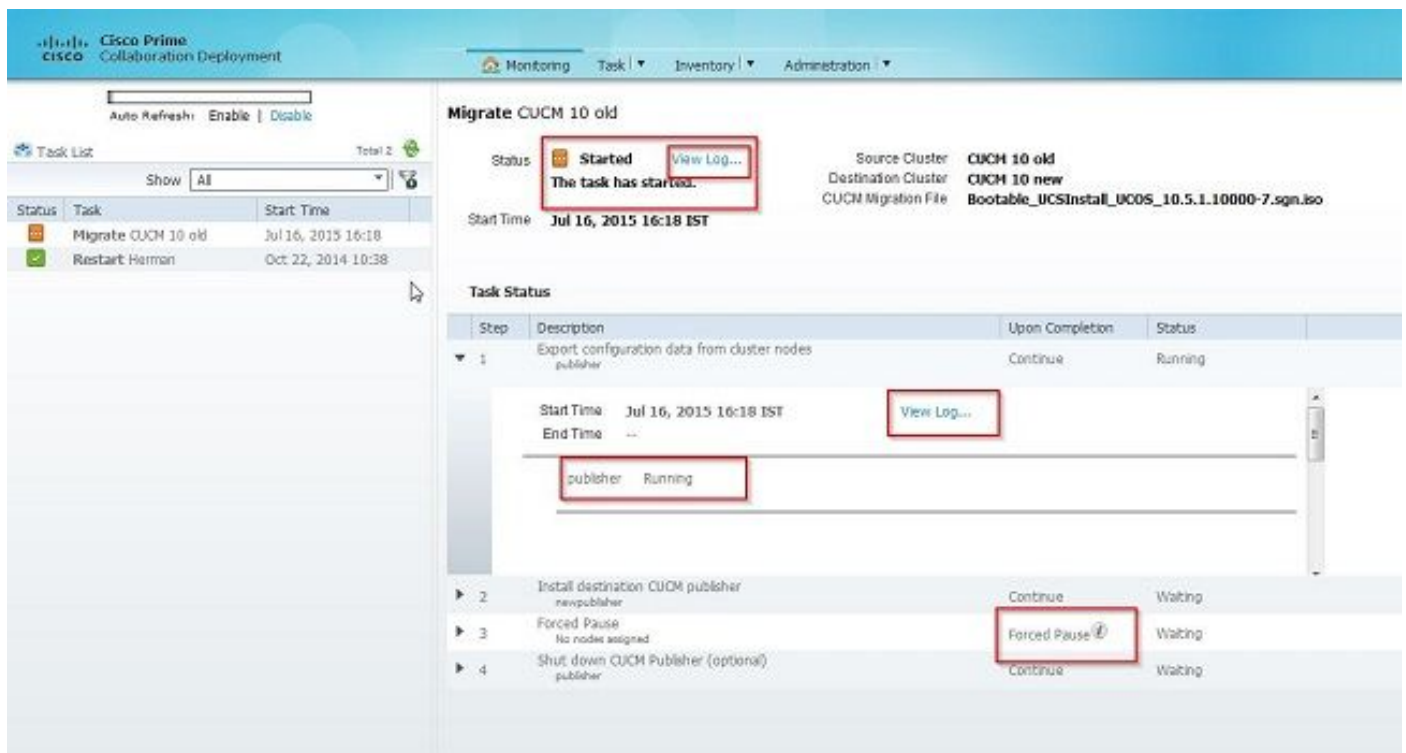 Cisco Prime
CISCO Collaboration Deployment
Monitoring Task Inventory Administration
Auto Refresh: Enable | Disable
Task List Total 2
Show All
Status Task Start Time
Migrate CUCM 10 old Jul 16, 2015 16:18
Restart Herman Oct 22, 2014 10:38
Migrate CUCM 10 old
Status Started View Log...
The task has started.
Start Time Jul 16, 2015 16:18 IST
Source Cluster CUCM 10 old
Destination Cluster CUCM 10 new
CUCM Migration File Bootable_UCSInstall_UCOS_10.5.1.10000-7.sgn.iso
Task Status
Step Description Upon Completion Status
1 Export configuration data from cluster nodes Continue Running
publisher
Start Time Jul 16, 2015 16:18 IST View Log...
End Time --
publisher Running
2 Install destination CUCM publisher Continue Waiting
newpublisher
3 Forced Pause Forced Pause i Waiting
No nodes assigned
4 Shut down CUCM Publisher (optional) Continue Waiting
publisher